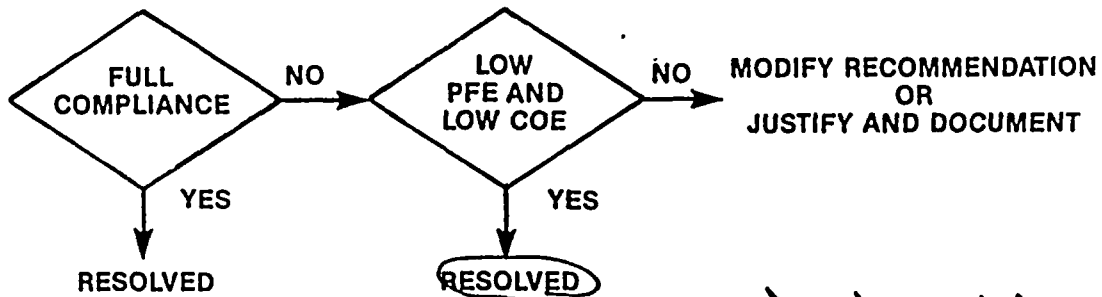 FULL
COMPLIANCE
NO
LOW
PFE AND
LOW COE
NO
MODIFY RECOMMENDATION
OR
JUSTIFY AND DOCUMENT
YES
YES
RESOLVED
RESOLVED